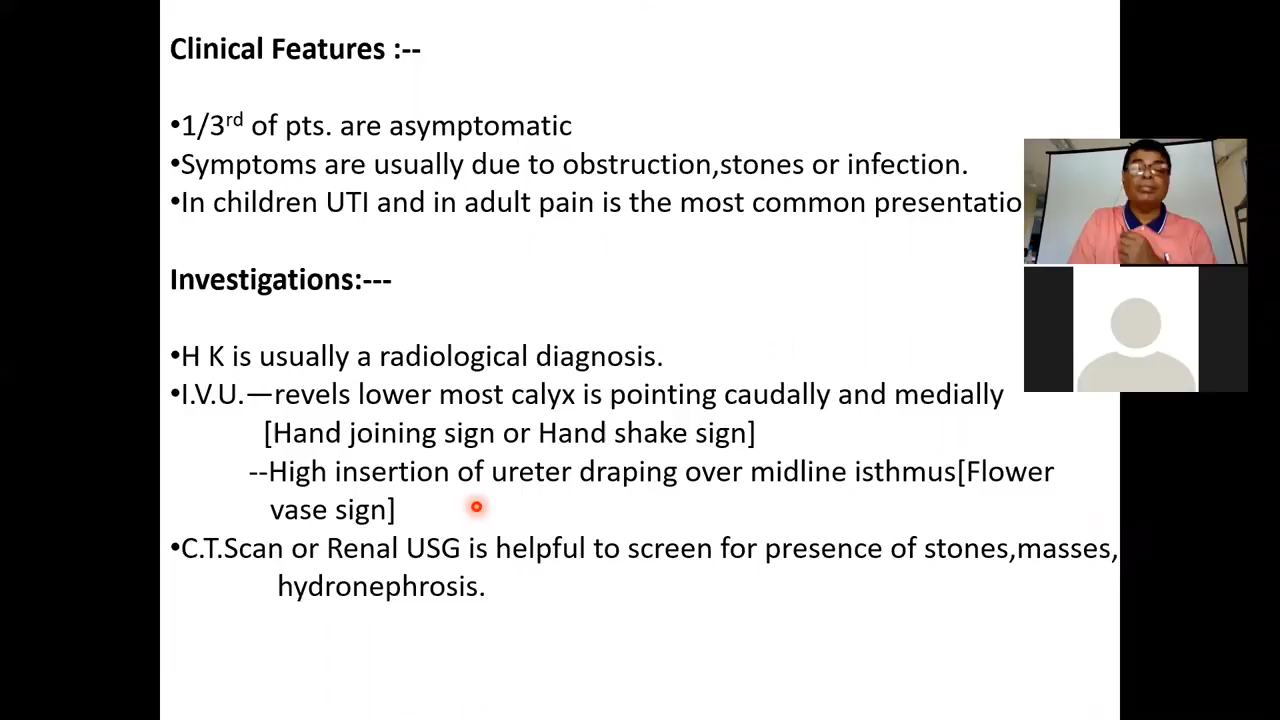 Clinical Features :--
•1/3rd of pts. are asymptomatic
•Symptoms are usually due to obstruction,stones or infection.
•In children UTI and in adult pain is the most common presentatio
Investigations:---
•H K is usually a radiological diagnosis.
•I.V.U.—revels lower most calyx is pointing caudally and medially
[Hand joining sign or Hand shake sign]
--High insertion of ureter draping over midline isthmus[Flower
vase sign]
•C.T.Scan or Renal USG is helpful to screen for presence of stones,masses,
hydronephrosis.